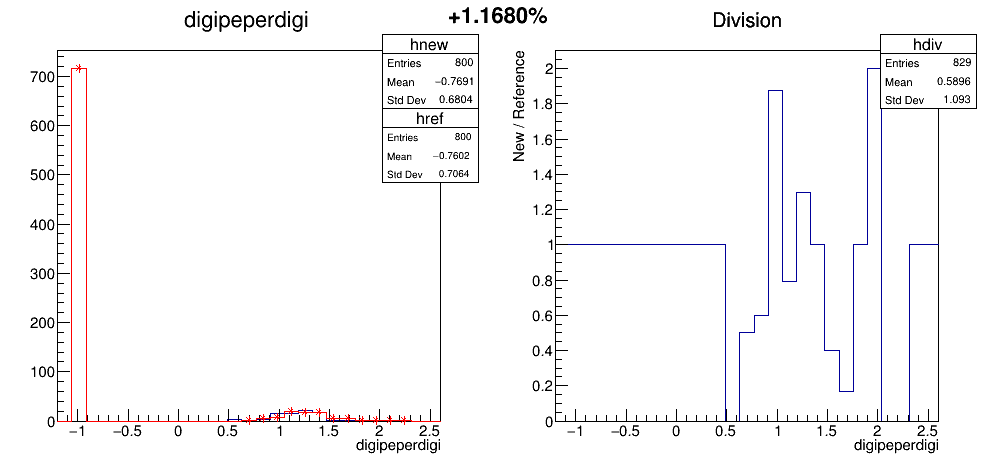 digipeperdigi
+1.1680%
Division
hnew
Entries 800
Mean −0.7691
Std Dev 0.6804
href
Entries 800
Mean −0.7602
Std Dev 0.7064
700
600
500
400
300
200
100
0
−1 −0.5 0 0.5 1 1.5 2 2.5
digipeperdigi
hdiv
Entries 829
Mean 0.5896
Std Dev 1.093
New / Reference
2
1.8
1.6
1.4
1.2
1
0.8
0.6
0.4
0.2
0
−1 −0.5 0 0.5 1 1.5 2 2.5
digipeperdigi